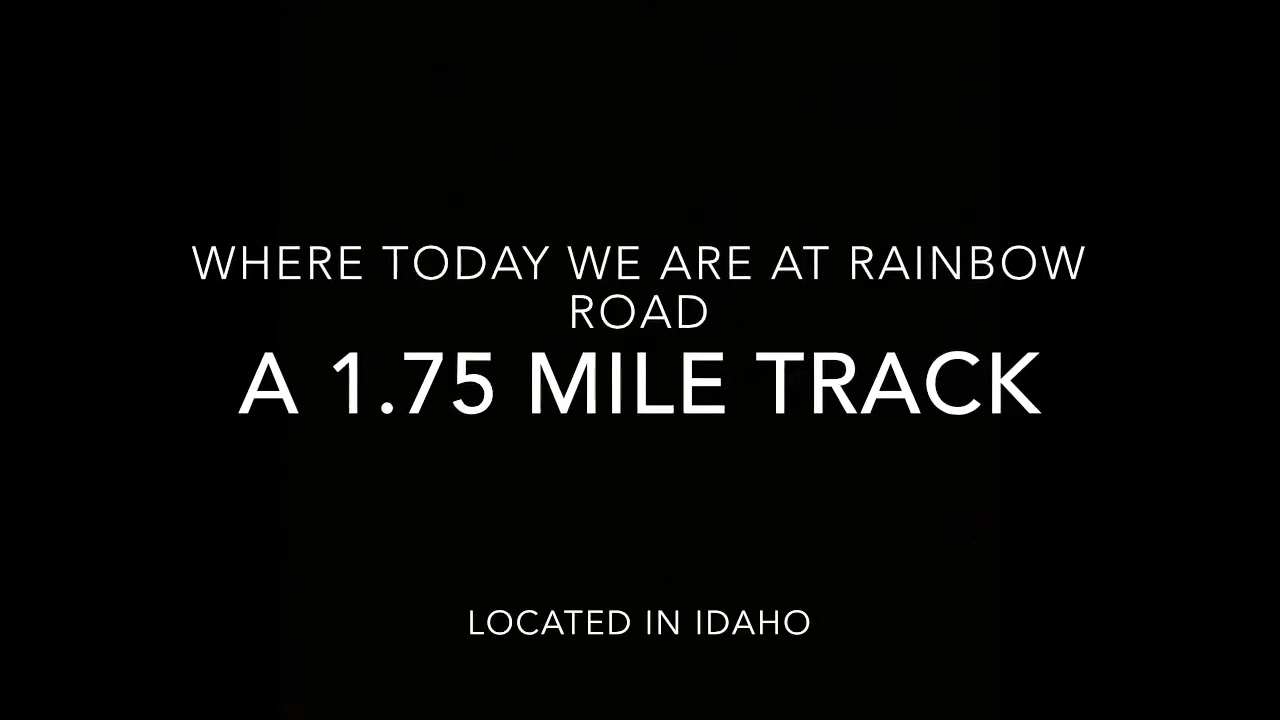 WHERE TODAY WE ARE AT RAINBOW
ROAD
A 1.75 MILE TRACK
LOCATED IN IDAHO